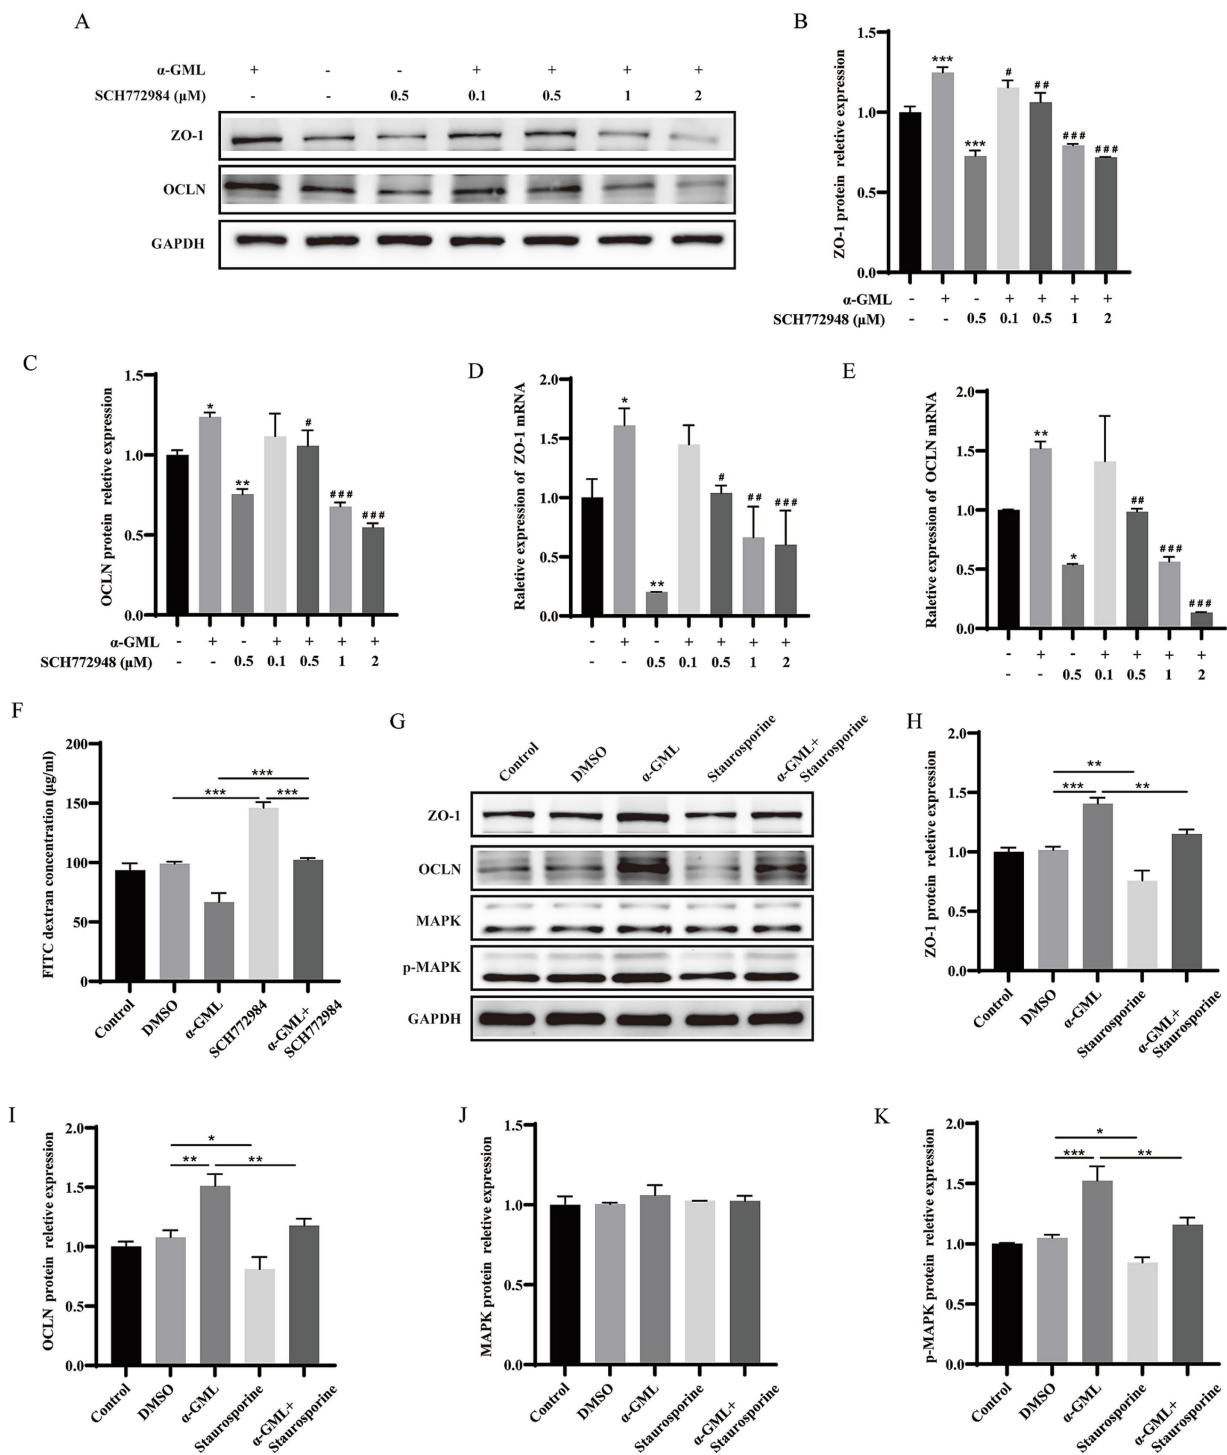 A
α-GML + - - + + + +
SCH772984 (μM) - - 0.5 0.1 0.5 1 2
ZO-1
OCLN
GAPDH
B
ZO-1 protein reletive expression
1.5
1.0
0.5
0.0
*** *** # ## ### ###
α-GML - + - + + + +
SCH772948 (μM) - - 0.5 0.1 0.5 1 2
C
OCLN protein reletive expression
1.5
1.0
0.5
0.0
* ** # ### ###
α-GML - + - + + + +
SCH772948 (μM) - - 0.5 0.1 0.5 1 2
D
Raletive expression of ZO-1 mRNA
2.0
1.5
1.0
0.5
0.0
* ** # ## ###
- + - + + + +
- - 0.5 0.1 0.5 1 2
E
Raletive expression of OCLN mRNA
2.0
1.5
1.0
0.5
0.0
** * ## ### ###
- + - + + + +
- - 0.5 0.1 0.5 1 2
F
FITC dextran concentration (μg/ml)
200
150
100
50
0
***
*** ***
Control
DMSO
α-GML
SCH772984
α-GML+
SCH772984
G
Control
DMSO
α-GML
Staurosporine
α-GML+
Staurosporine
ZO-1
OCLN
MAPK
p-MAPK
GAPDH
H
ZO-1 protein reletive expression
2.0
1.5
1.0
0.5
0.0
**
*** **
Control
DMSO
α-GML
Staurosporine
α-GML+
Staurosporine
I
OCLN protein reletive expression
2.0
1.5
1.0
0.5
0.0
*
** **
Control
DMSO
α-GML
Staurosporine
α-GML+
Staurosporine
J
MAPK protein reletive expression
1.5
1.0
0.5
0.0
Control
DMSO
α-GML
Staurosporine
α-GML+
Staurosporine
K
p-MAPK protein reletive expression
2.0
1.5
1.0
0.5
0.0
*
*** **
Control
DMSO
α-GML
Staurosporine
α-GML+
Staurosporine